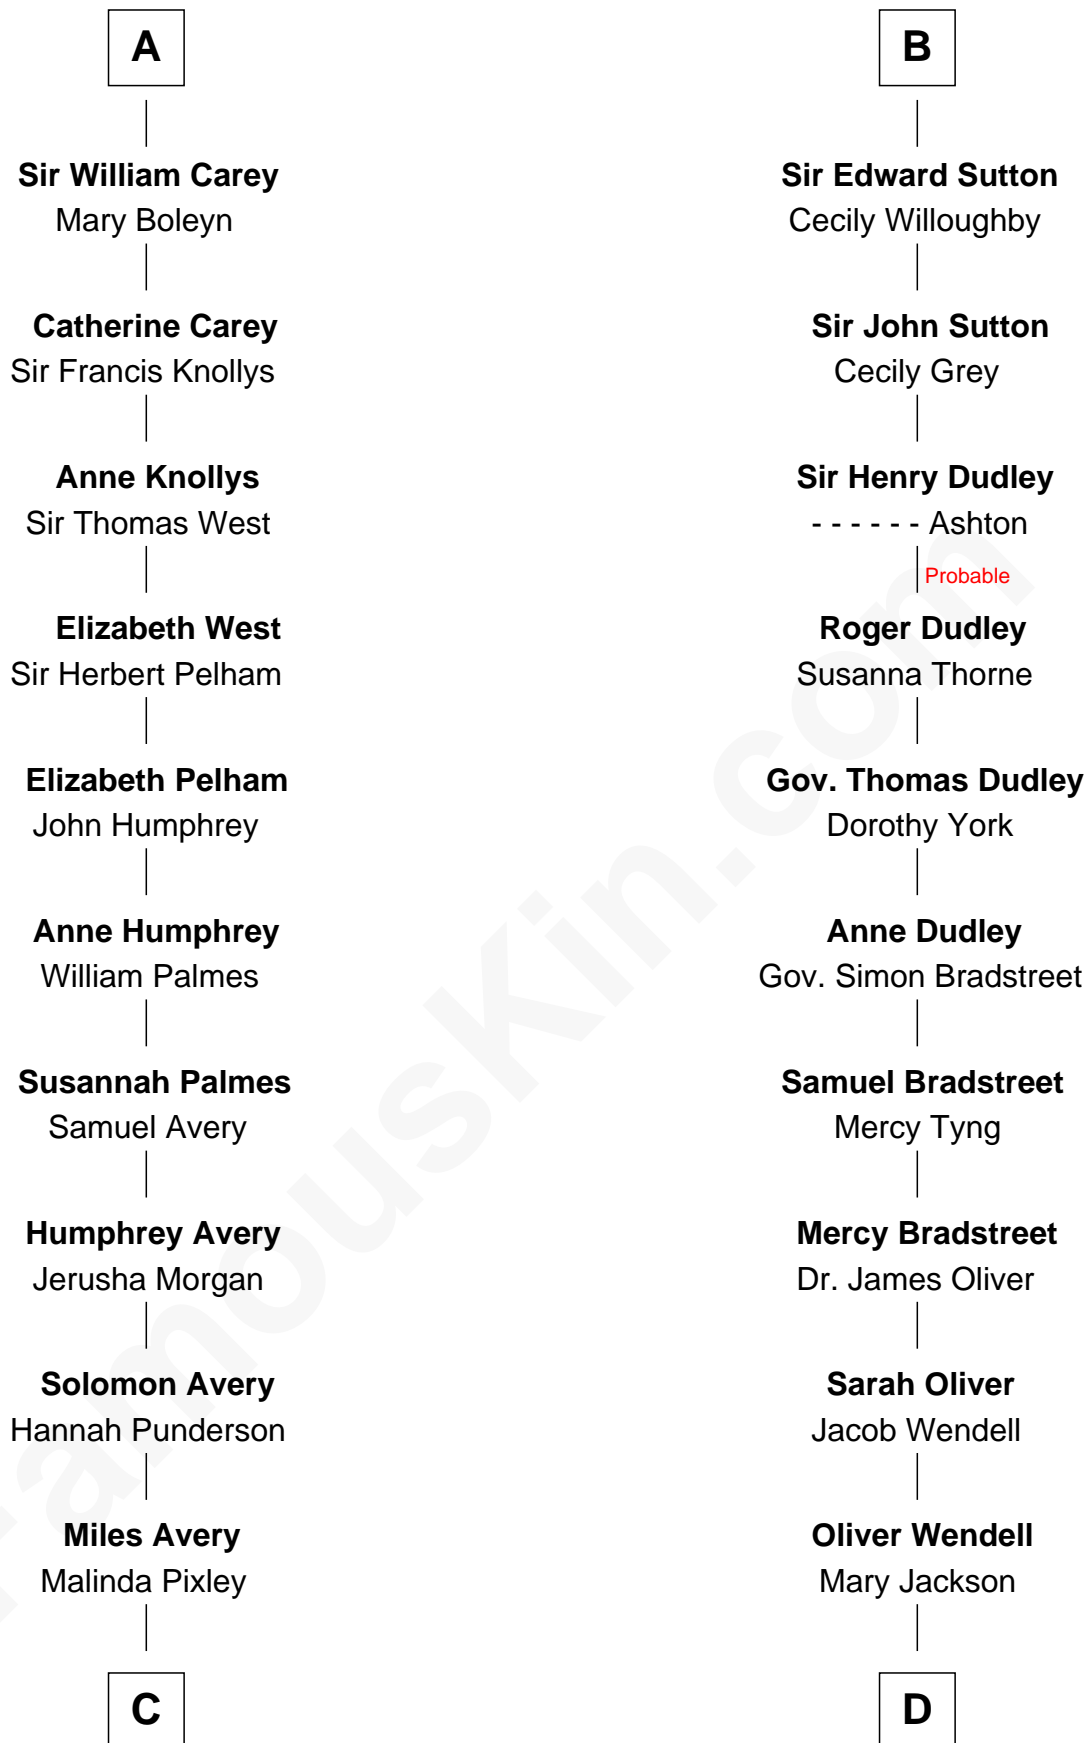 A
Sir William Carey
Mary Boleyn
Catherine Carey
Sir Francis Knollys
Anne Knollys
Sir Thomas West
Elizabeth West
Sir Herbert Pelham
Elizabeth Pelham
John Humphrey
Anne Humphrey
William Palmes
Susannah Palmes
Samuel Avery
Humphrey Avery
Jerusha Morgan
Solomon Avery
Hannah Punderson
Miles Avery
Malinda Pixley
C
B
Sir Edward Sutton
Cecily Willoughby
Sir John Sutton
Cecily Grey
Sir Henry Dudley
- - - - - - Ashton
Probable
Roger Dudley
Susanna Thorne
Gov. Thomas Dudley
Dorothy York
Anne Dudley
Gov. Simon Bradstreet
Samuel Bradstreet
Mercy Tyng
Mercy Bradstreet
Dr. James Oliver
Sarah Oliver
Jacob Wendell
Oliver Wendell
Mary Jackson
D
FamousKin.com